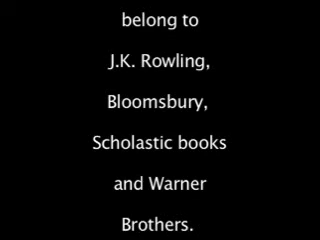 belong to
J.K. Rowling,
Bloomsbury,
Scholastic books
and Warner
Brothers.